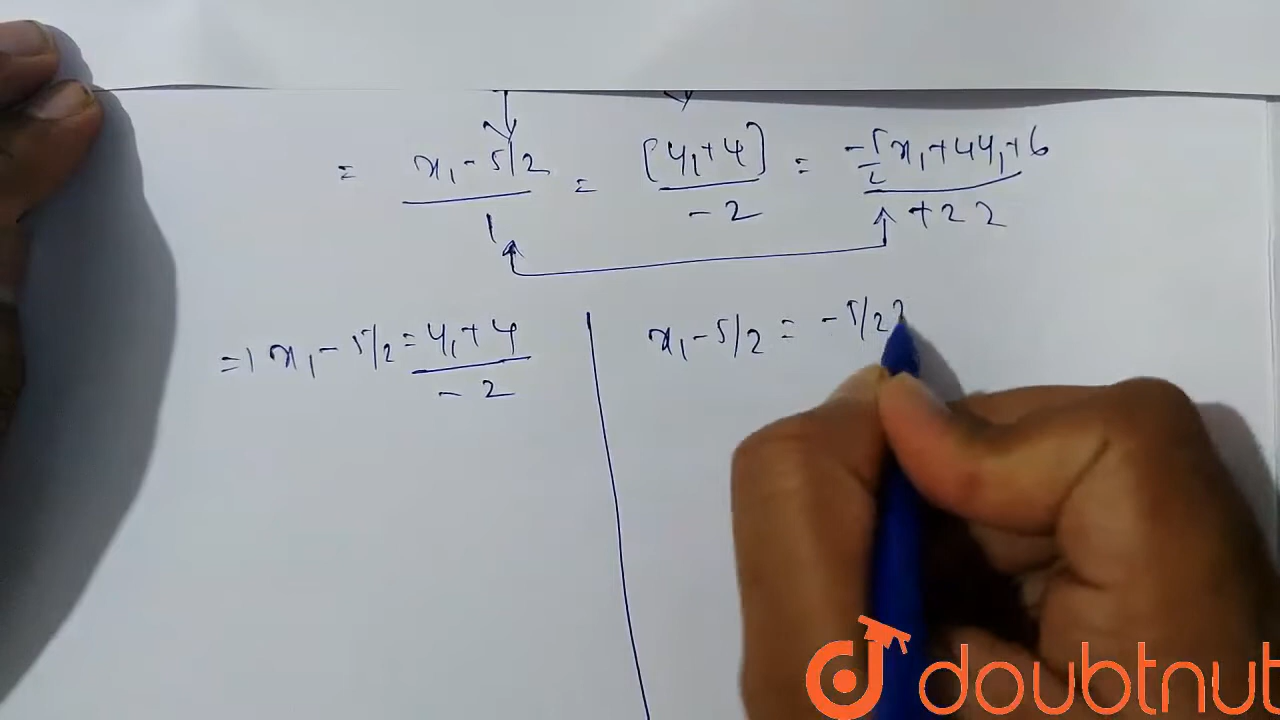 = x₁ - 5/2 / 1 = [y₁ + 4] / -2 = -5/2 x₁ + 4y₁ + 6 / +22
=) x₁ - 5/2 = y₁ + 4 / -2
x₁ - 5/2 = -5/2
doubtnut